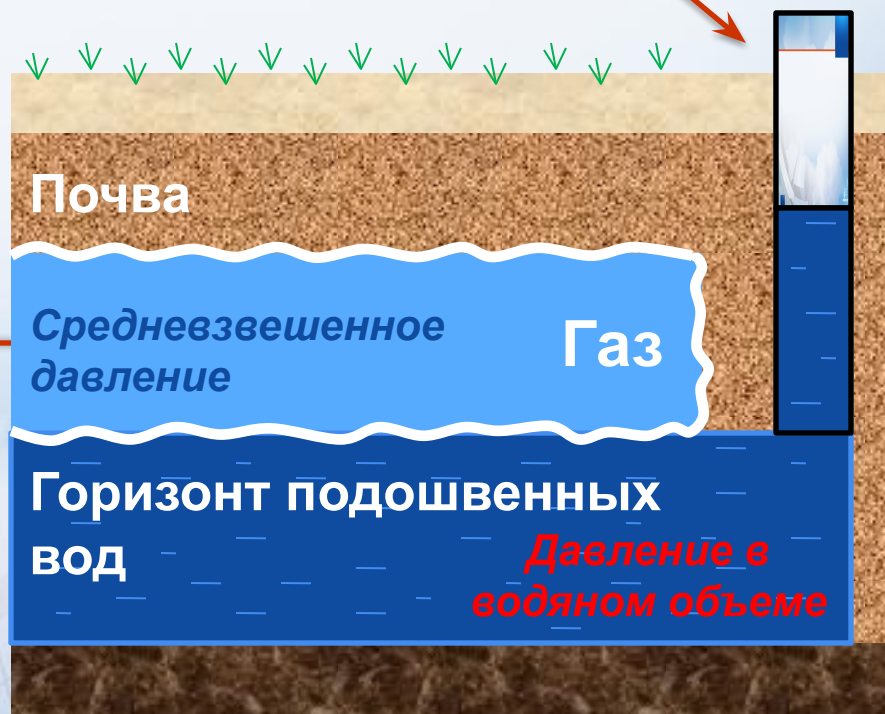 Почва
Средневзвешенное
давление
Газ
Горизонт подошвенных
вод
Давление в
водяном объеме